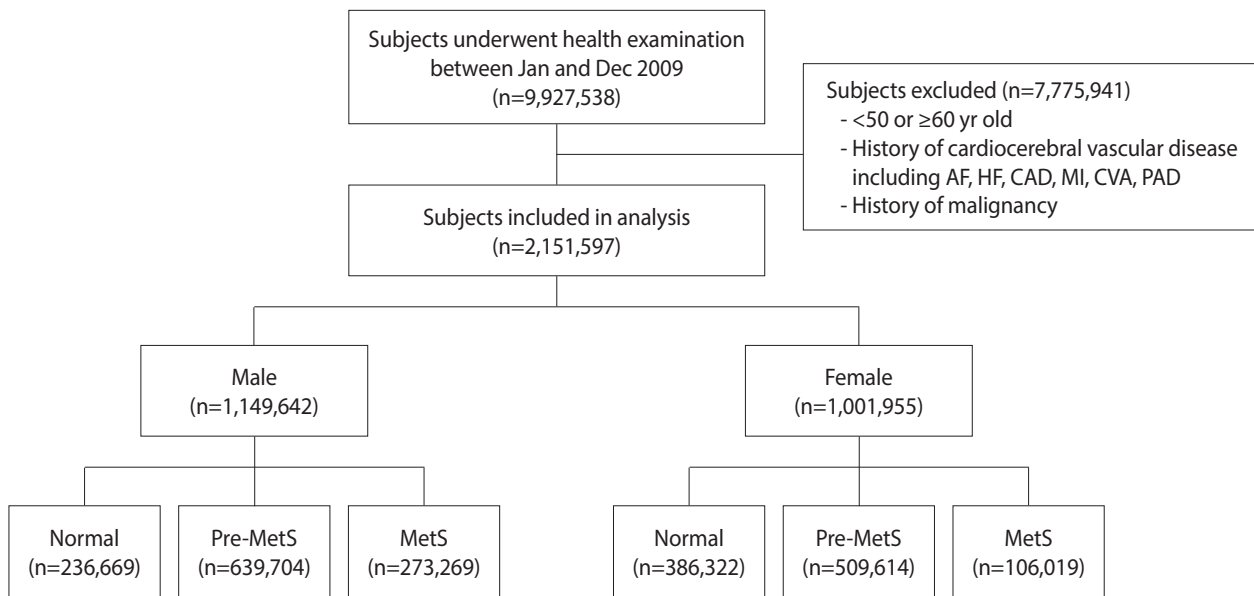 Subjects underwent health examination
between Jan and Dec 2009
(n=9,927,538)
Subjects excluded (n=7,775,941)
- <50 or ≥60 yr old
- History of cardiocerebral vascular disease
including AF, HF, CAD, MI, CVA, PAD
- History of malignancy
Subjects included in analysis
(n=2,151,597)
Male
(n=1,149,642)
Female
(n=1,001,955)
Normal
(n=236,669)
Pre-MetS
(n=639,704)
MetS
(n=273,269)
Normal
(n=386,322)
Pre-MetS
(n=509,614)
MetS
(n=106,019)